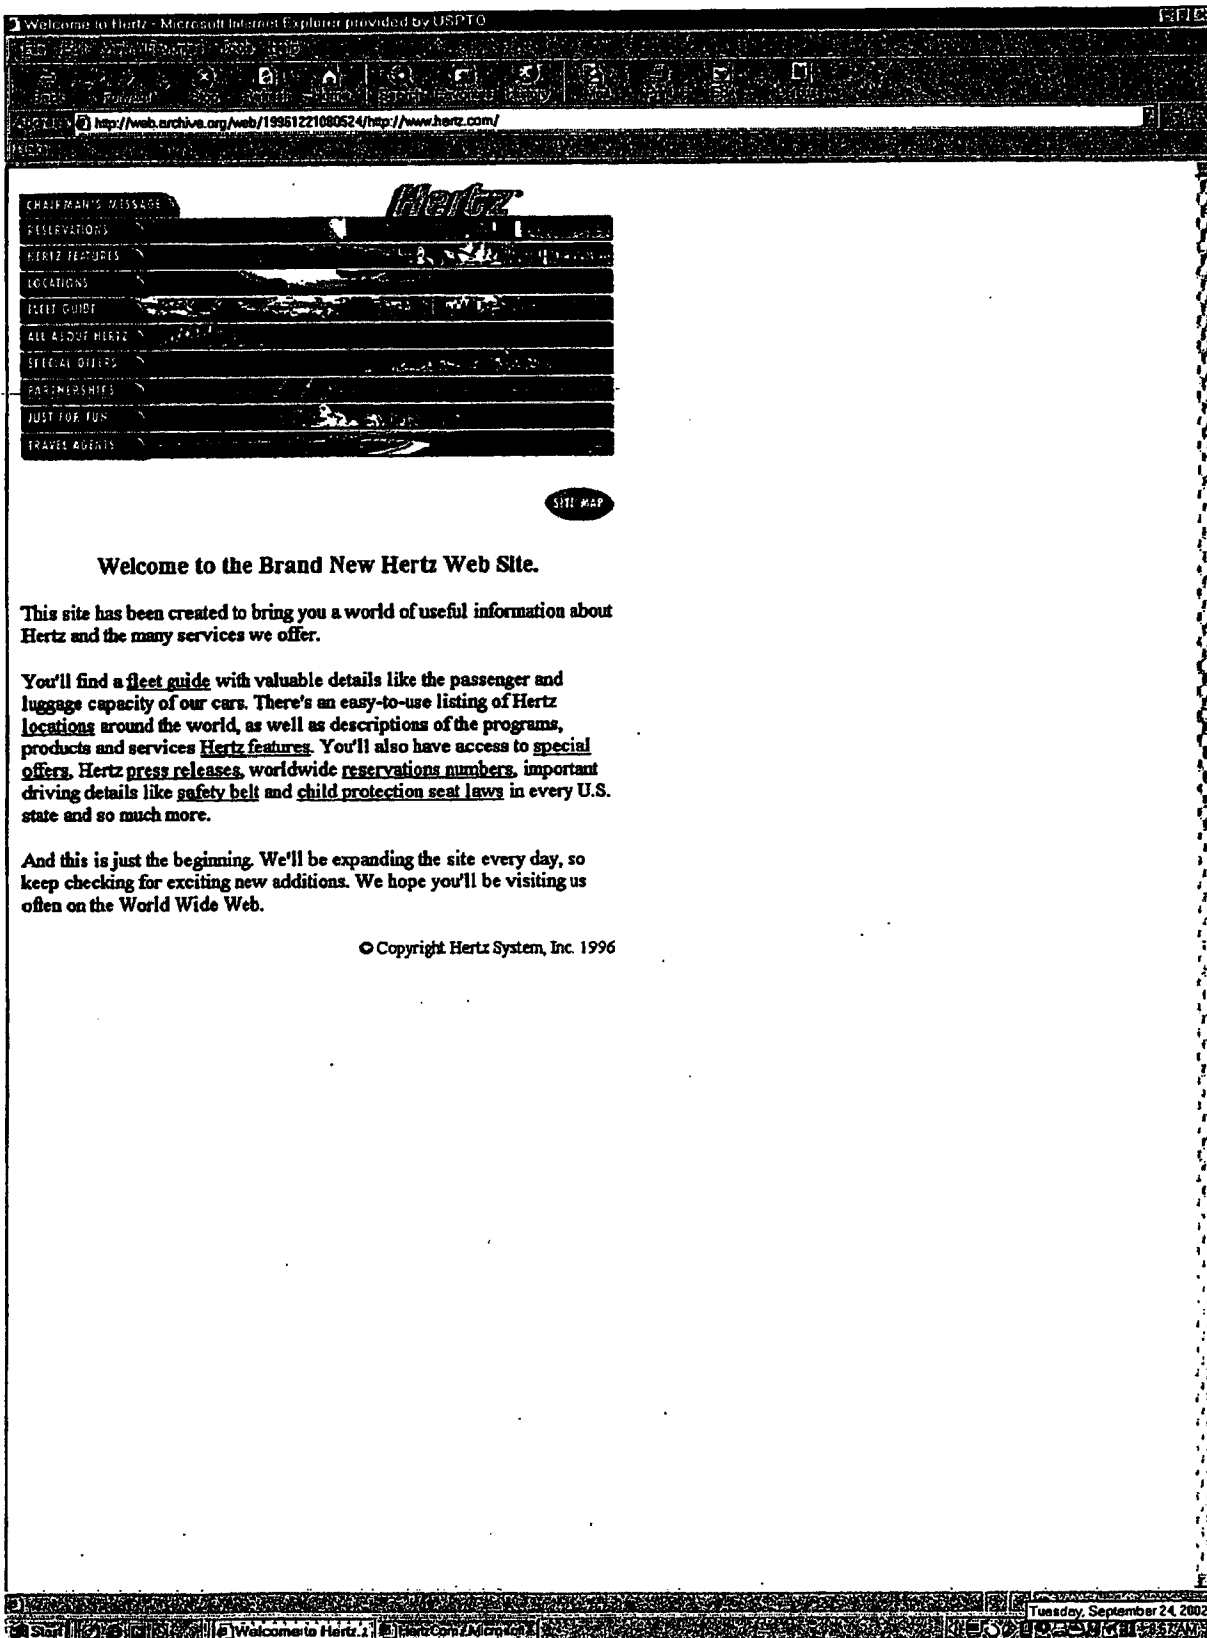 Welcome to Hertz - Microsoft Internet Explorer provided by USPTO
Forward
http://web.archive.org/web/19961221080524/http://www.hertz.com/
Hertz
CHAIRMAN'S MESSAGE
RESERVATIONS
HERTZ FEATURES
LOCATIONS
FLEET GUIDE
ALL ABOUT HERTZ
SPECIAL OFFERS
PARTNERSHIPS
JUST FOR FUN
TRAVEL AGENTS
SITE MAP
Welcome to the Brand New Hertz Web Site.
This site has been created to bring you a world of useful information about
Hertz and the many services we offer.
You'll find a fleet guide with valuable details like the passenger and
luggage capacity of our cars. There's an easy-to-use listing of Hertz
locations around the world, as well as descriptions of the programs,
products and services Hertz features. You'll also have access to special
offers, Hertz press releases, worldwide reservations numbers, important
driving details like safety belt and child protection seat laws in every U.S.
state and so much more.
And this is just the beginning. We'll be expanding the site every day, so
keep checking for exciting new additions. We hope you'll be visiting us
often on the World Wide Web.
© Copyright Hertz System, Inc. 1996
Tuesday, September 24, 2002
Start
Welcome to Hertz
8:57 AM